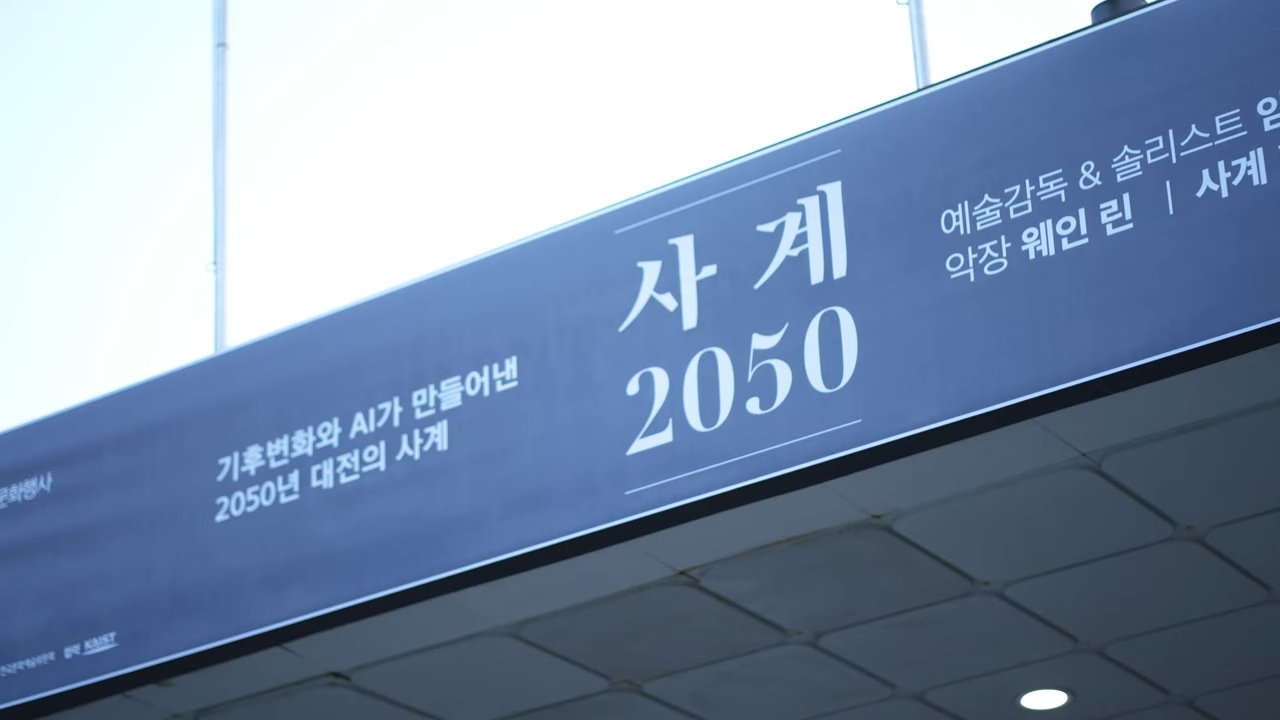 문화행사
기후변화와 AI가 만들어낸
2050년 대전의 사계
사계
2050
예술감독 & 솔리스트
악장 웨인 린 | 사계
협력 KAIST